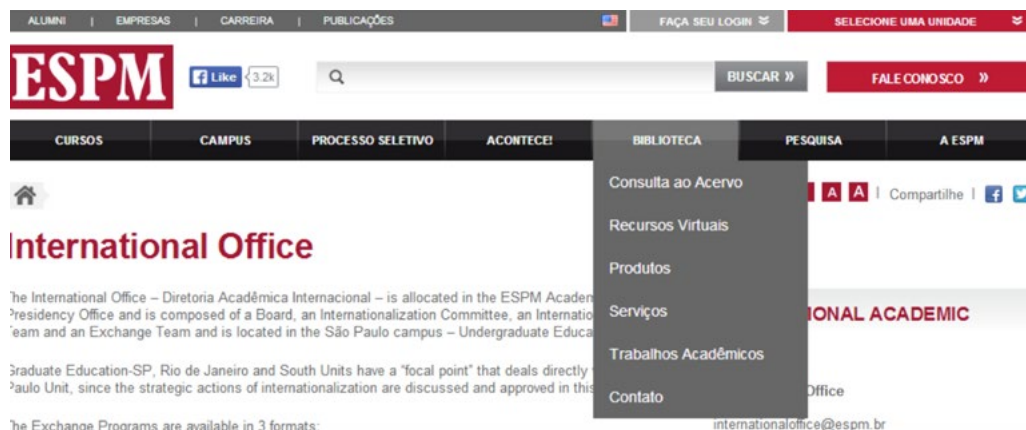 ALUMNI | EMPRESAS | CARREIRA | PUBLICAÇÕES FAÇA SEU LOGIN SELECIONE UMA UNIDADE
ESPM Like 3.2k BUSCAR » FALE CONOSCO »
CURSOS CAMPUS PROCESSO SELETIVO ACONTECE! BIBLIOTECA PESQUISA A ESPM
Consulta ao Acervo
A A | Compartilhe |
Recursos Virtuais
International Office
Produtos
The International Office – Diretoria Acadêmica Internacional – is allocated in the ESPM
Presidency Office and is composed of a Board, an Internationalization Committee, an
Serviços
ACADEMIC
Team and an Exchange Team and is located in the São Paulo campus – Undergraduate
Trabalhos Acadêmicos
Graduate Education-SP, Rio de Janeiro and South Units have a "focal point" that deals directly
Paulo Unit, since the strategic actions of internationalization are discussed and approved in this
Contato
Office
The Exchange Programs are available in 3 formats:
internationaloffice@espm.br